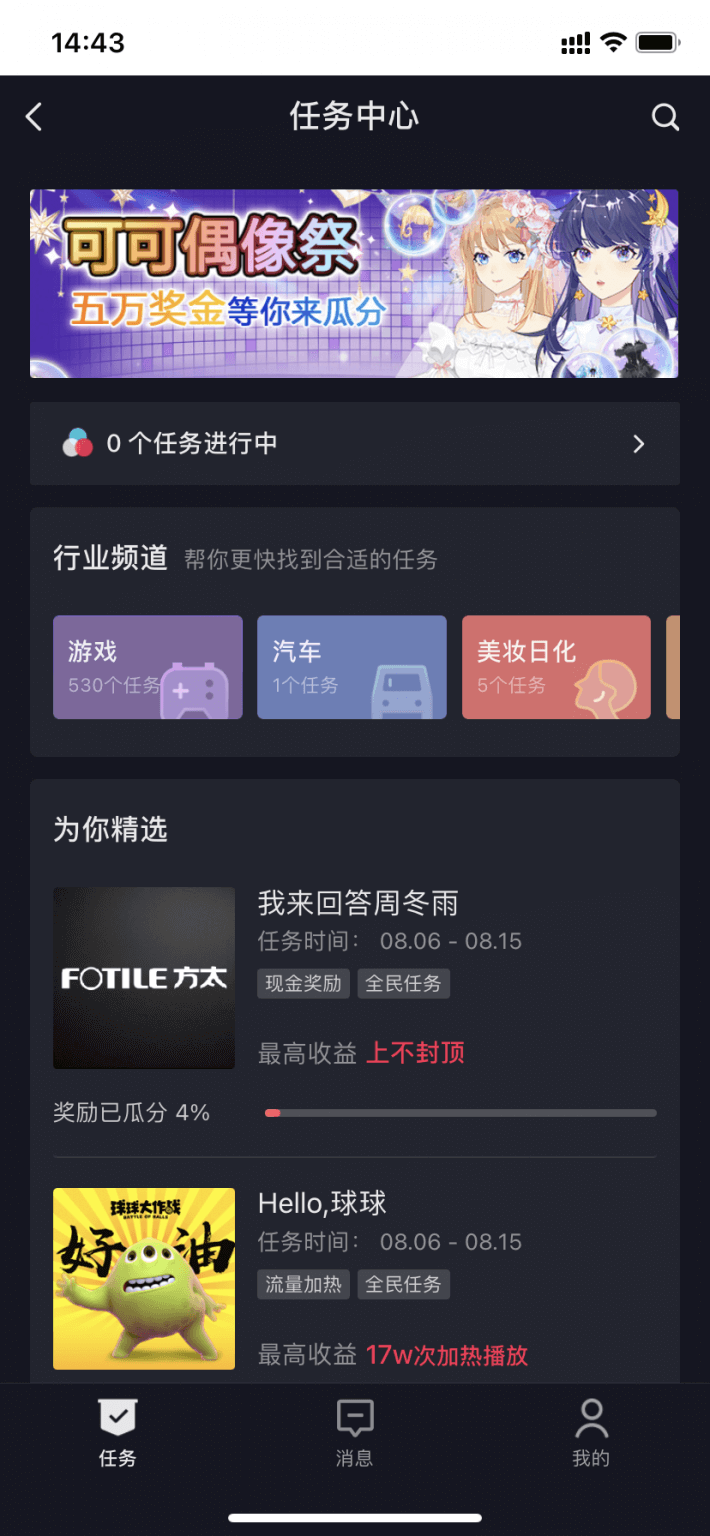 14:43
任务中心
可可偶像祭
五万奖金等你来瓜分
0 个任务进行中
行业频道 帮你更快找到合适的任务
游戏 汽车 美妆日化
530个任务 1个任务 5个任务
为你精选
我来回答周冬雨
任务时间： 08.06 - 08.15
FOTILE 方太
现金奖励 全民任务
最高收益 上不封顶
奖励已瓜分 4%
Hello,球球
球球大作战
BATTLE OF BALLS
任务时间： 08.06 - 08.15
好油
流量加热 全民任务
最高收益 17w次加热播放
任务 消息 我的